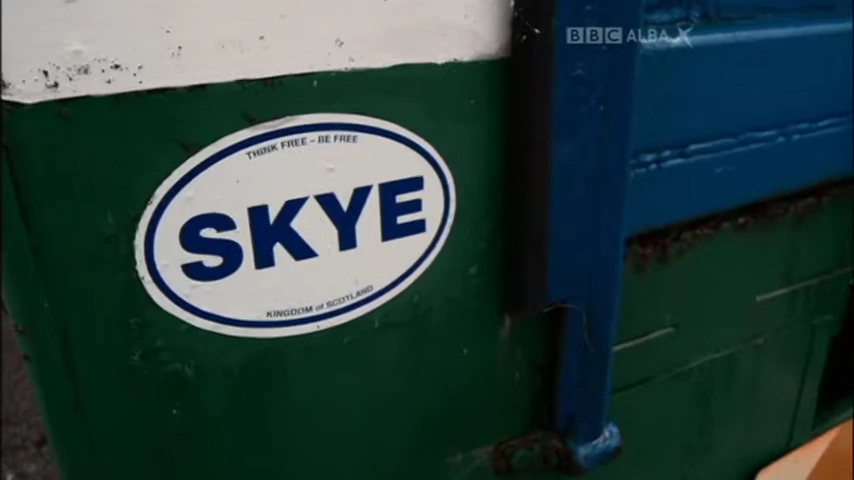 BBC ALBA
THINK FREE – BE FREE
SKYE
KINGDOM of SCOTLAND